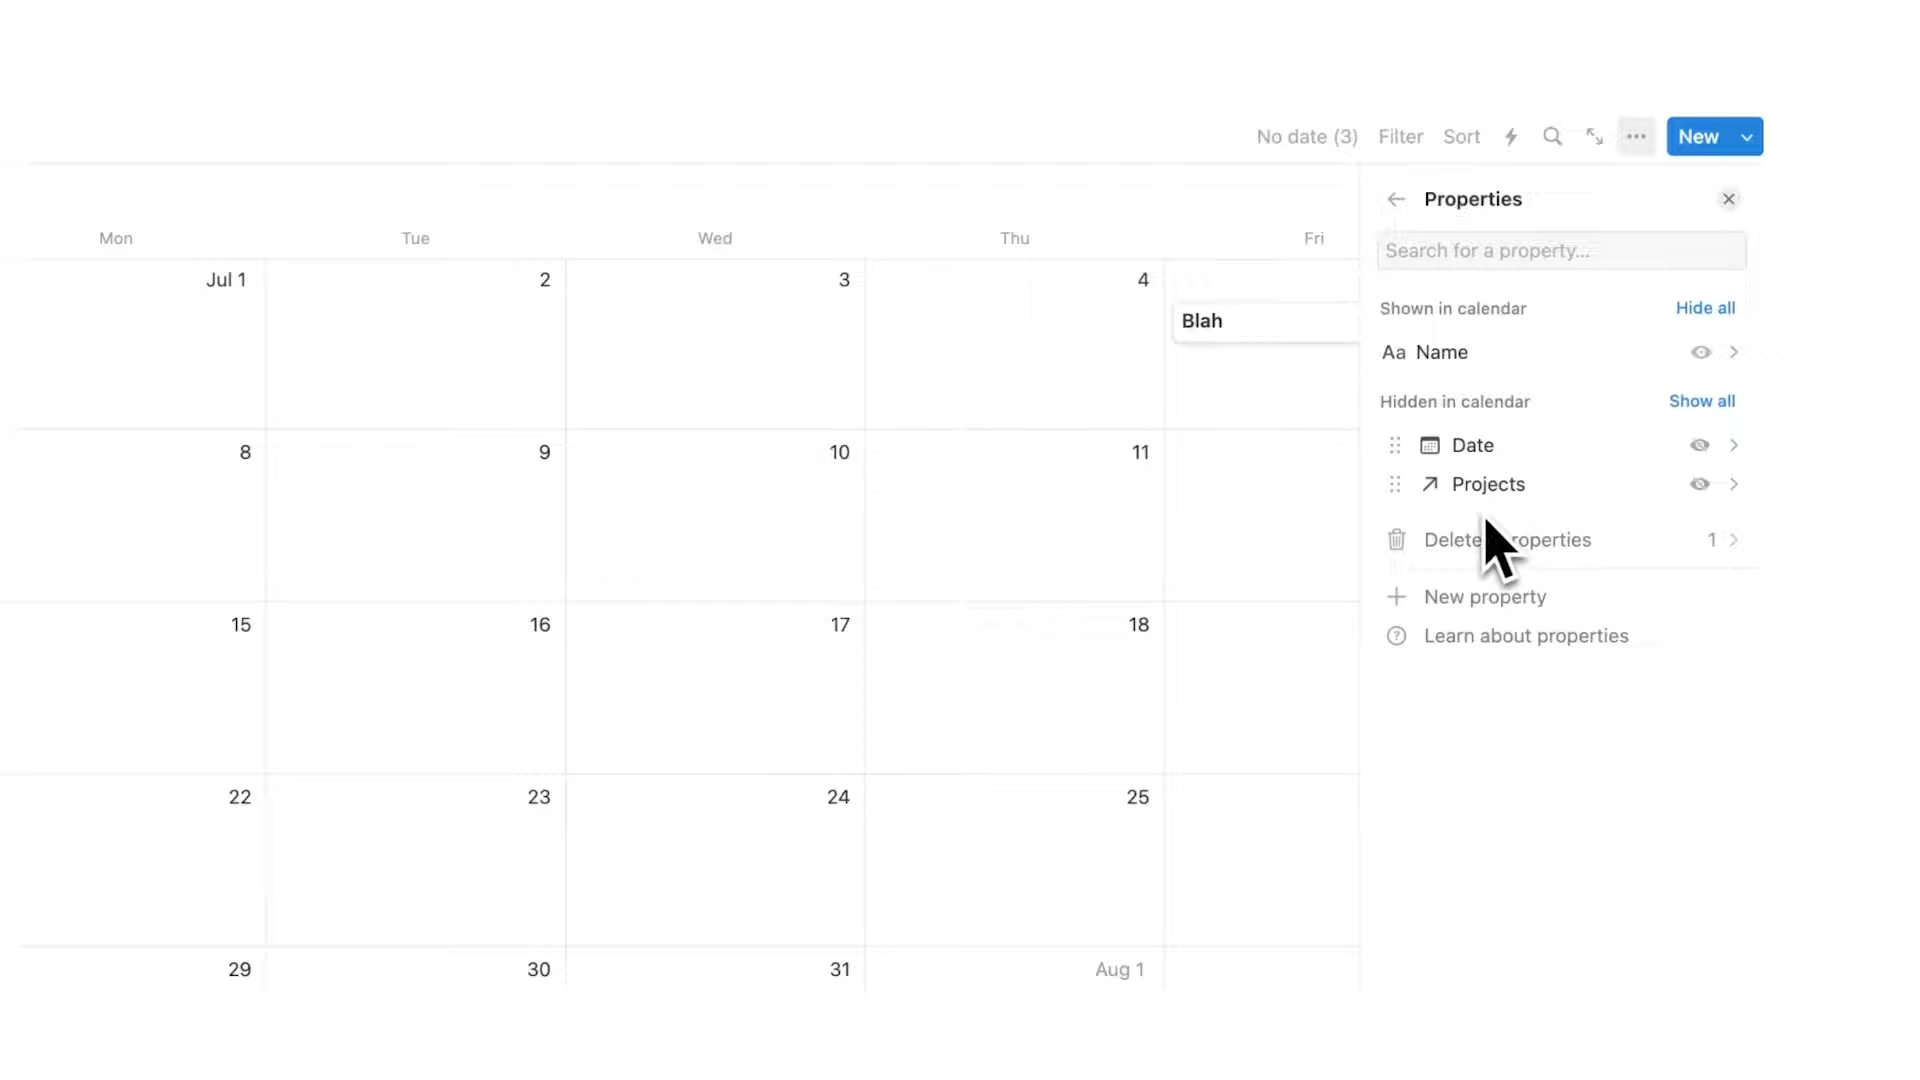 No date (3) Filter Sort New
Properties
Search for a property...
Mon Tue Wed Thu Fri
Jul 1 2 3 4
Blah
Shown in calendar Hide all
Aa Name
Hidden in calendar Show all
Date
Projects
8 9 10 11
Delete properties 1
New property
Learn about properties
15 16 17 18
22 23 24 25
29 30 31 Aug 1